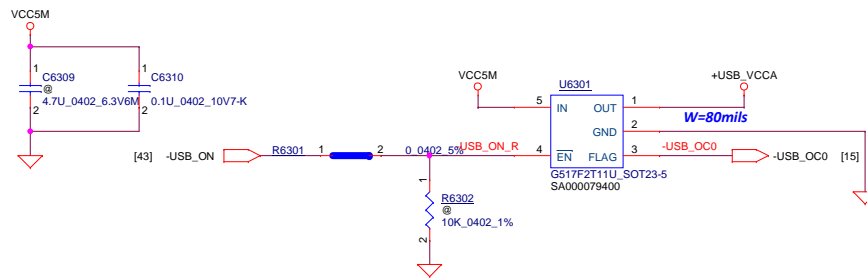 VCC5M
1
1
C6309
C6310
@
4.7U_0402_6.3V6M
0.1U_0402_10V7-K
2
2
VCC5M
U6301
+USB_VCCA
5
IN
OUT
1
W=80mils
GND
2
[43]
-USB_ON
R6301
1
2
0_0402_5%
-USB_ON_R
4
EN
FLAG
3
-USB_OC0
-USB_OC0
[15]
G517F2T11U_SOT23-5
SA000079400
1
R6302
@
10K_0402_1%
2